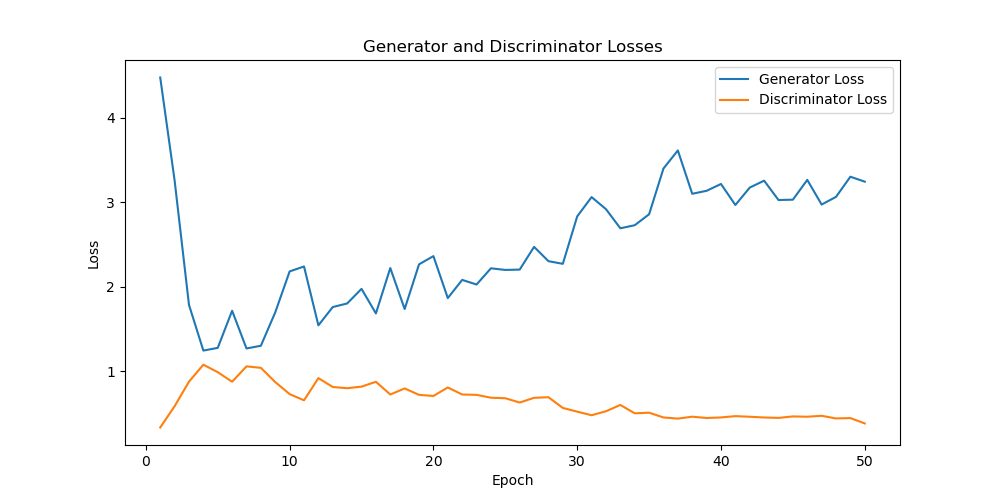 Generator and Discriminator Losses
Generator Loss
Discriminator Loss
4
3
2
1
Loss
0
10
20
30
40
50
Epoch